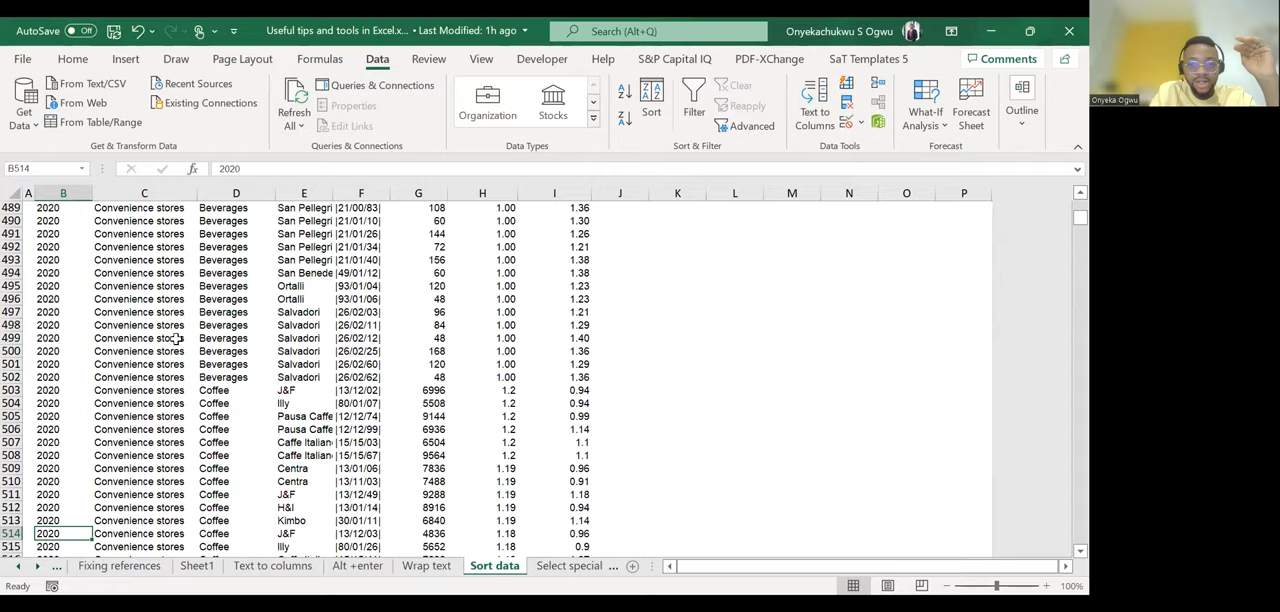 AutoSave Off Useful tips and tools in Excel.x... • Last Modified: 1h ago Search (Alt+Q) Onyekachukwu S Ogwu
File Home Insert Draw Page Layout Formulas Data Review View Developer Help S&P Capital IQ PDF-XChange SaT Templates 5 Comments
Get Data
From Text/CSV
From Web
From Table/Range
Recent Sources
Existing Connections
Get & Transform Data
Refresh All
Queries & Connections
Properties
Edit Links
Queries & Connections
Organization Stocks
Data Types
Sort Filter
Clear
Reapply
Advanced
Sort & Filter
Text to Columns
Data Tools
What-If Analysis
Forecast Sheet
Forecast
Outline
Onyeka Ogwu
B514 fx 2020
A B C D E F G H I J K L M N O P
489 2020 Convenience stores Beverages San Pellegri |21/00/83| 108 1.00 1.36
490 2020 Convenience stores Beverages San Pellegri |21/01/10| 60 1.00 1.30
491 2020 Convenience stores Beverages San Pellegri |21/01/26| 144 1.00 1.26
492 2020 Convenience stores Beverages San Pellegri |21/01/34| 72 1.00 1.21
493 2020 Convenience stores Beverages San Pellegri |21/01/40| 156 1.00 1.38
494 2020 Convenience stores Beverages San Benede |49/01/12| 60 1.00 1.38
495 2020 Convenience stores Beverages Ortalli |93/01/04| 120 1.00 1.23
496 2020 Convenience stores Beverages Ortalli |93/01/06| 48 1.00 1.23
497 2020 Convenience stores Beverages Salvadori |26/02/03| 96 1.00 1.21
498 2020 Convenience stores Beverages Salvadori |26/02/11| 84 1.00 1.29
499 2020 Convenience stores Beverages Salvadori |26/02/12| 48 1.00 1.40
500 2020 Convenience stores Beverages Salvadori |26/02/25| 168 1.00 1.36
501 2020 Convenience stores Beverages Salvadori |26/02/60| 120 1.00 1.29
502 2020 Convenience stores Beverages Salvadori |26/02/62| 48 1.00 1.36
503 2020 Convenience stores Coffee J&F |13/12/02| 6996 1.2 0.94
504 2020 Convenience stores Coffee Illy |80/01/07| 5508 1.2 0.94
505 2020 Convenience stores Coffee Pausa Caffe |12/12/74| 9144 1.2 0.99
506 2020 Convenience stores Coffee Pausa Caffe |12/12/99| 6936 1.2 1.14
507 2020 Convenience stores Coffee Caffe Italian |15/15/03| 6504 1.2 1.1
508 2020 Convenience stores Coffee Caffe Italian |15/15/67| 9564 1.2 1.1
509 2020 Convenience stores Coffee Centra |13/01/06| 7836 1.19 0.96
510 2020 Convenience stores Coffee Centra |13/11/03| 7488 1.19 0.91
511 2020 Convenience stores Coffee J&F |13/12/49| 9288 1.19 1.18
512 2020 Convenience stores Coffee H&I |13/01/14| 8916 1.19 0.94
513 2020 Convenience stores Coffee Kimbo |30/01/11| 6840 1.19 1.14
514 2020 Convenience stores Coffee J&F |13/12/03| 4836 1.18 0.96
515 2020 Convenience stores Coffee Illy |80/01/26| 5652 1.18 0.9
... Fixing references Sheet1 Text to columns Alt +enter Wrap text Sort data Select special ...
Ready 100%